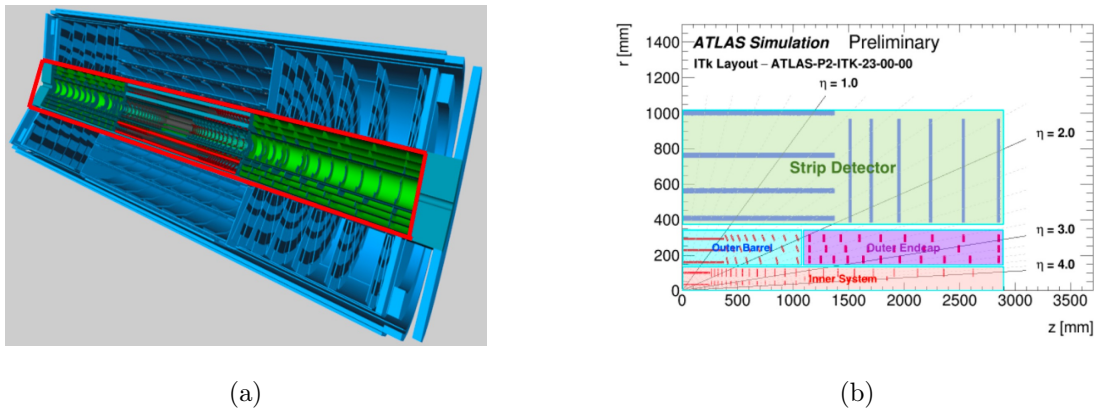 ATLAS Simulation Preliminary
ITk Layout – ATLAS-P2-ITK-23-00-00
η = 1.0
η = 2.0
η = 3.0
η = 4.0
r [mm]
1400
1200
1000
800
600
400
200
0
Strip Detector
Outer Barrel
Outer Endcap
Inner System
0 500 1000 1500 2000 2500 3000 3500
z [mm]
(a)
(b)